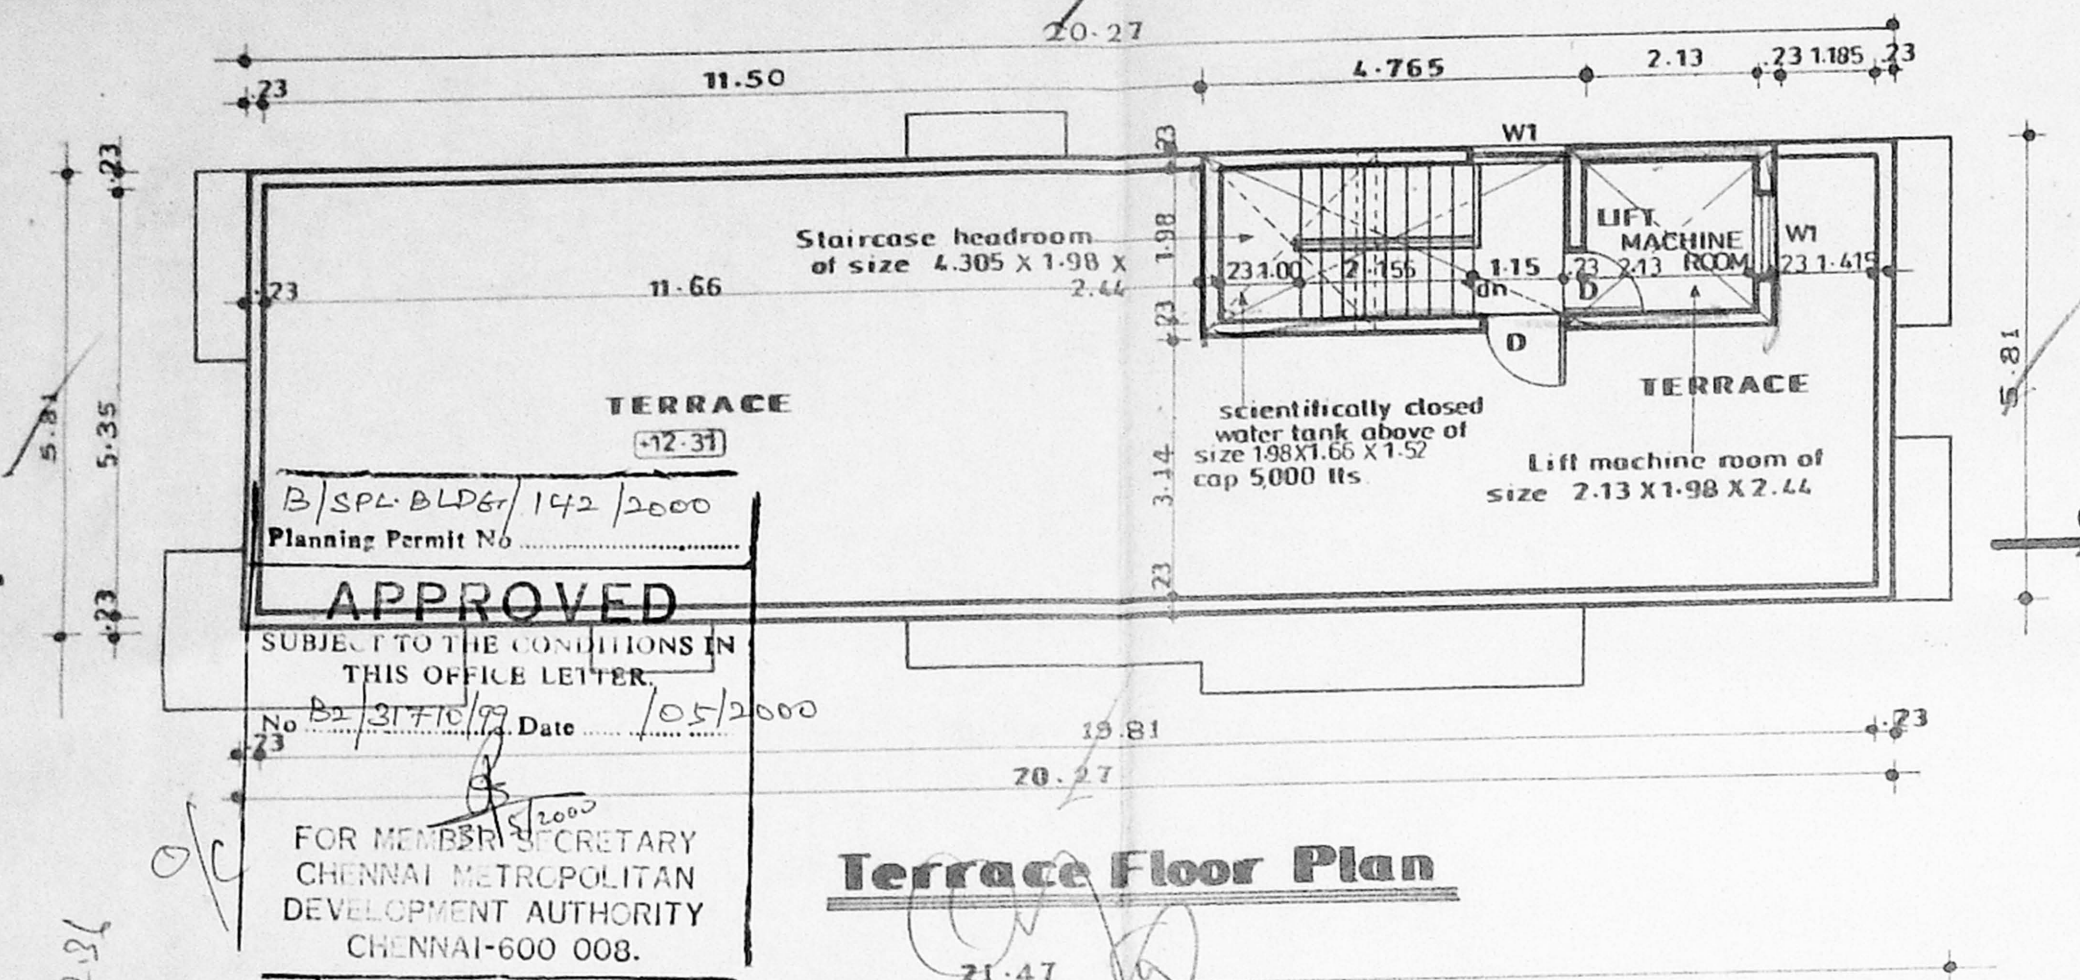 20.27
.23 11.50 4.765 2.13 .23 1.185 .23
W1
.23
Staircase headroom
of size 4.305 X 1.98 X
2.44
1.98
LIFT
MACHINE
ROOM
W1
.23 11.66
23 1.00 2.155 1.15 .23 2.13 23 1.415
dn
D
.23
D
5.81
5.35
.23
.23
TERRACE
+12.31
TERRACE
scientifically closed
water tank above of
size 1.98X1.66 X 1.52
cap 5,000 lts.
3.14
.23
Lift machine room of
size 2.13 X 1.98 X 2.44
5.81
B/SPL.BLDG/142/2000
Planning Permit No
APPROVED
SUBJECT TO THE CONDITIONS IN
THIS OFFICE LETTER.
No B2/31710/99 Date /05/2000
.23 19.81 .23
20.27
5/2000
FOR MEMBER SECRETARY
CHENNAI METROPOLITAN
DEVELOPMENT AUTHORITY
CHENNAI-600 008.
O/C
Terrace Floor Plan
21.47